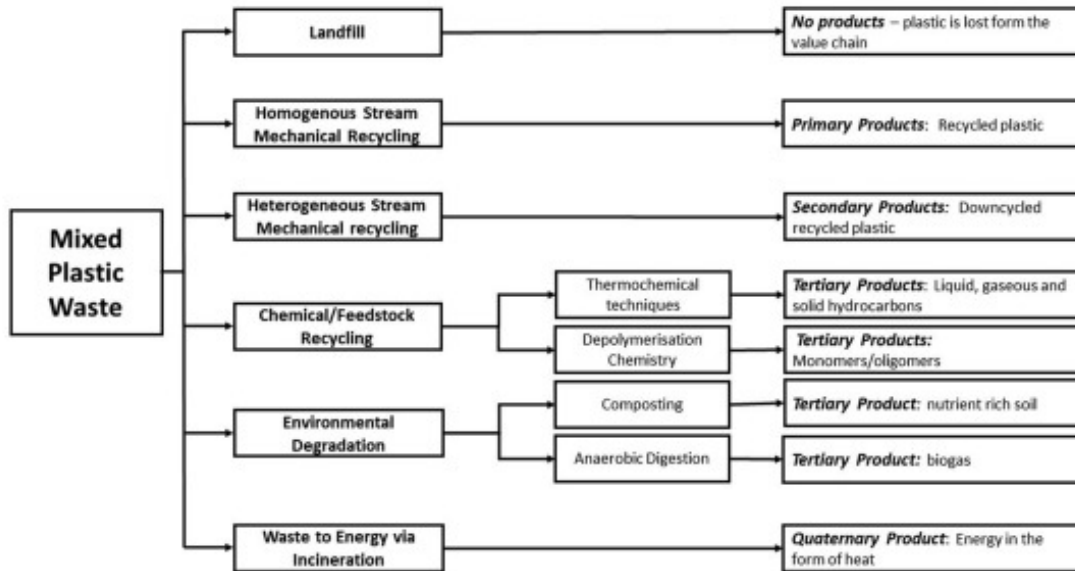 Mixed
Plastic
Waste
Landfill
No products – plastic is lost form the
value chain
Homogenous Stream
Mechanical Recycling
Primary Products: Recycled plastic
Heterogeneous Stream
Mechanical recycling
Secondary Products: Downcycled
recycled plastic
Chemical/Feedstock
Recycling
Thermochemical
techniques
Tertiary Products: Liquid, gaseous and
solid hydrocarbons
Depolymerisation
Chemistry
Tertiary Products:
Monomers/oligomers
Environmental
Degradation
Composting
Tertiary Product: nutrient rich soil
Anaerobic Digestion
Tertiary Product: biogas
Waste to Energy via
Incineration
Quaternary Product: Energy in the
form of heat